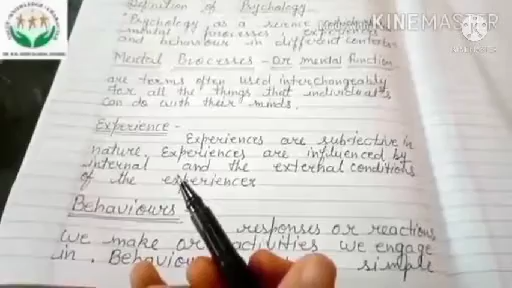 Definition of Psychology
"Psychology as a science
KINEMASTER
mental processes, experiences
and behaviour in different contexts
Mental Processes - Or mental function
are terms often used interchangeably
for all the things that individuals
can do with their minds.
Experience -
Experiences are subjective in
nature. Experiences are influenced by
internal and the external conditions
of the experiencer
Behaviours
responses or reactions
we make or activities we engage
in. Behaviou simple